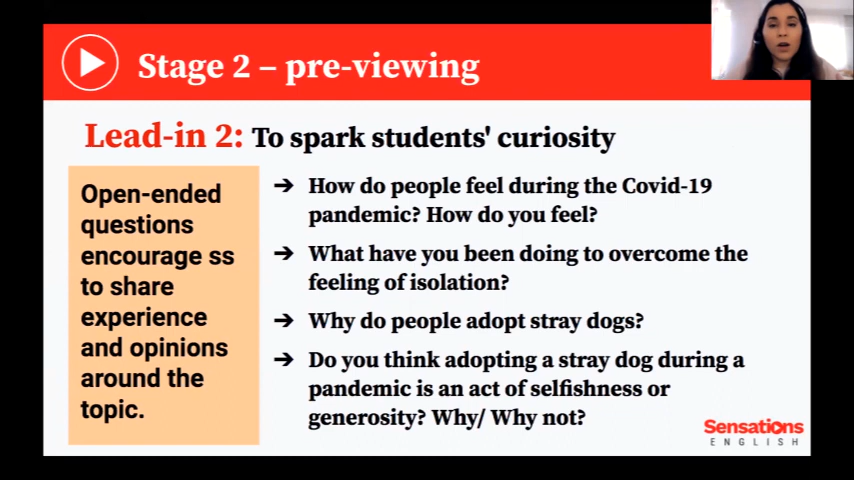 Stage 2 – pre-viewing
Lead-in 2: To spark students' curiosity
Open-ended
questions
encourage ss
to share
experience
and opinions
around the
topic.
➔ How do people feel during the Covid-19
pandemic? How do you feel?
➔ What have you been doing to overcome the
feeling of isolation?
➔ Why do people adopt stray dogs?
➔ Do you think adopting a stray dog during a
pandemic is an act of selfishness or
generosity? Why/ Why not?
Sensations
ENGLISH